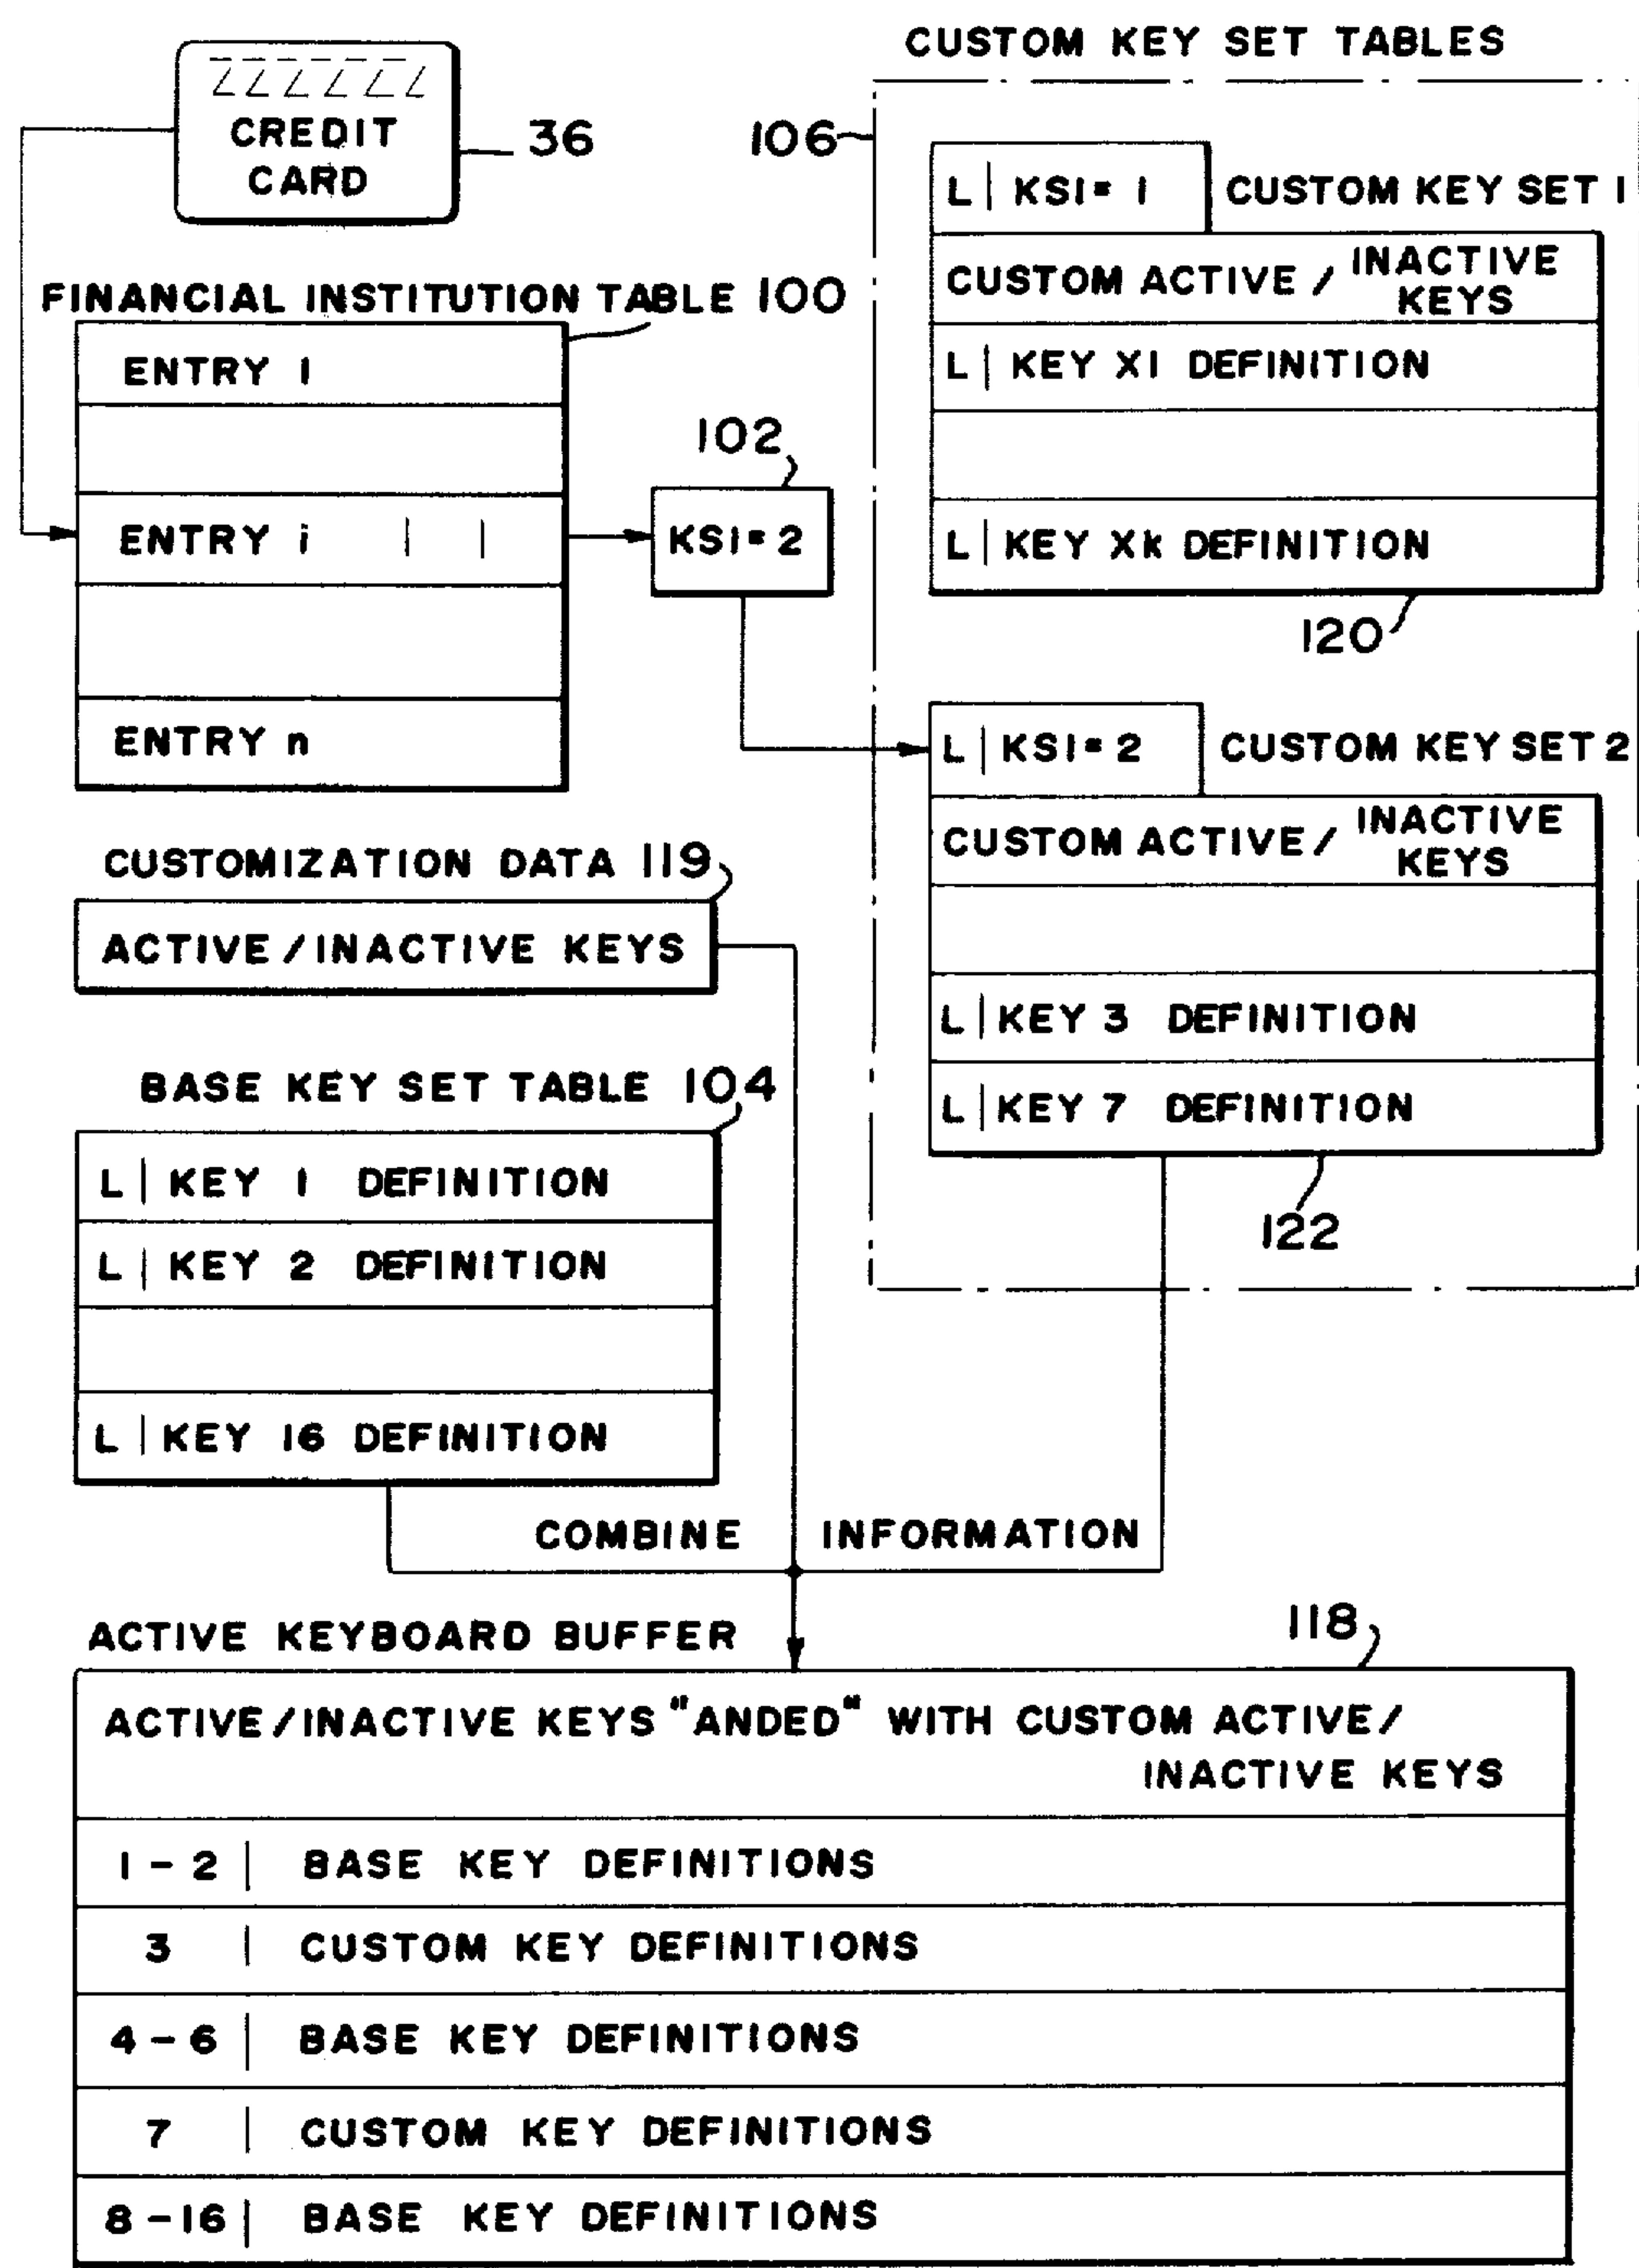 CREDIT
CARD
36
FINANCIAL INSTITUTION TABLE 100
ENTRY 1
ENTRY i | |
ENTRY n
102
KSI=2
CUSTOM KEY SET TABLES
106
L | KSI=1
CUSTOM KEY SET 1
CUSTOM ACTIVE / INACTIVE
KEYS
L | KEY X1 DEFINITION
L | KEY Xk DEFINITION
120
L | KSI=2
CUSTOM KEY SET 2
CUSTOM ACTIVE / INACTIVE
KEYS
L | KEY 3 DEFINITION
L | KEY 7 DEFINITION
122
CUSTOMIZATION DATA 119
ACTIVE/INACTIVE KEYS
BASE KEY SET TABLE 104
L | KEY 1 DEFINITION
L | KEY 2 DEFINITION
L | KEY 16 DEFINITION
COMBINE INFORMATION
ACTIVE KEYBOARD BUFFER
118
ACTIVE/INACTIVE KEYS "ANDED" WITH CUSTOM ACTIVE/
INACTIVE KEYS
1-2 | BASE KEY DEFINITIONS
3 | CUSTOM KEY DEFINITIONS
4-6 | BASE KEY DEFINITIONS
7 | CUSTOM KEY DEFINITIONS
8-16 | BASE KEY DEFINITIONS